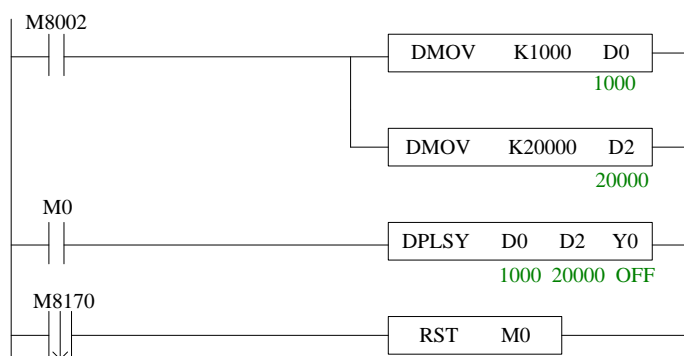 M8002
DMOV K1000 D0
1000
DMOV K20000 D2
20000
M0
DPLSY D0 D2 Y0
1000 20000 OFF
M8170
RST M0